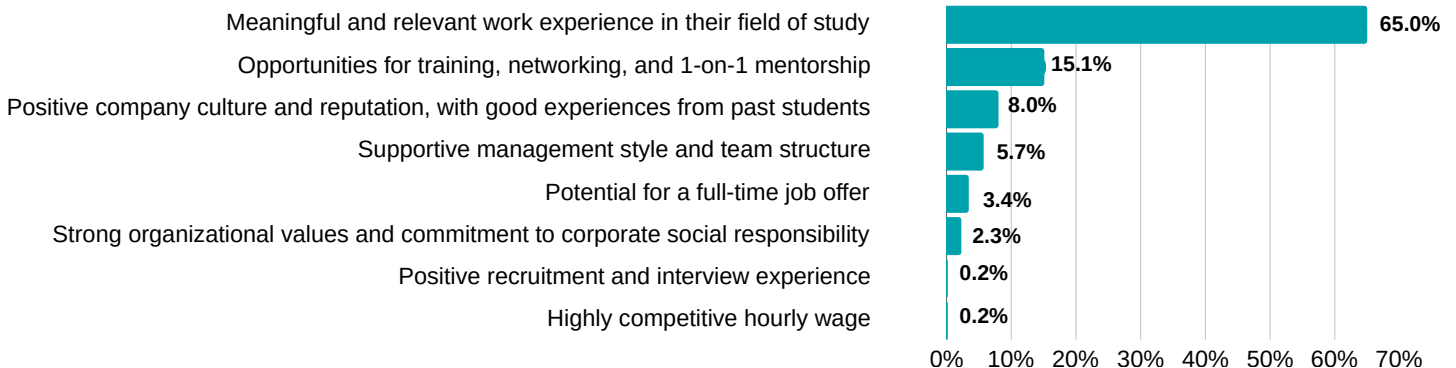 Meaningful and relevant work experience in their field of study 65.0%
Opportunities for training, networking, and 1-on-1 mentorship 15.1%
Positive company culture and reputation, with good experiences from past students 8.0%
Supportive management style and team structure 5.7%
Potential for a full-time job offer 3.4%
Strong organizational values and commitment to corporate social responsibility 2.3%
Positive recruitment and interview experience 0.2%
Highly competitive hourly wage 0.2%
0% 10% 20% 30% 40% 50% 60% 70%